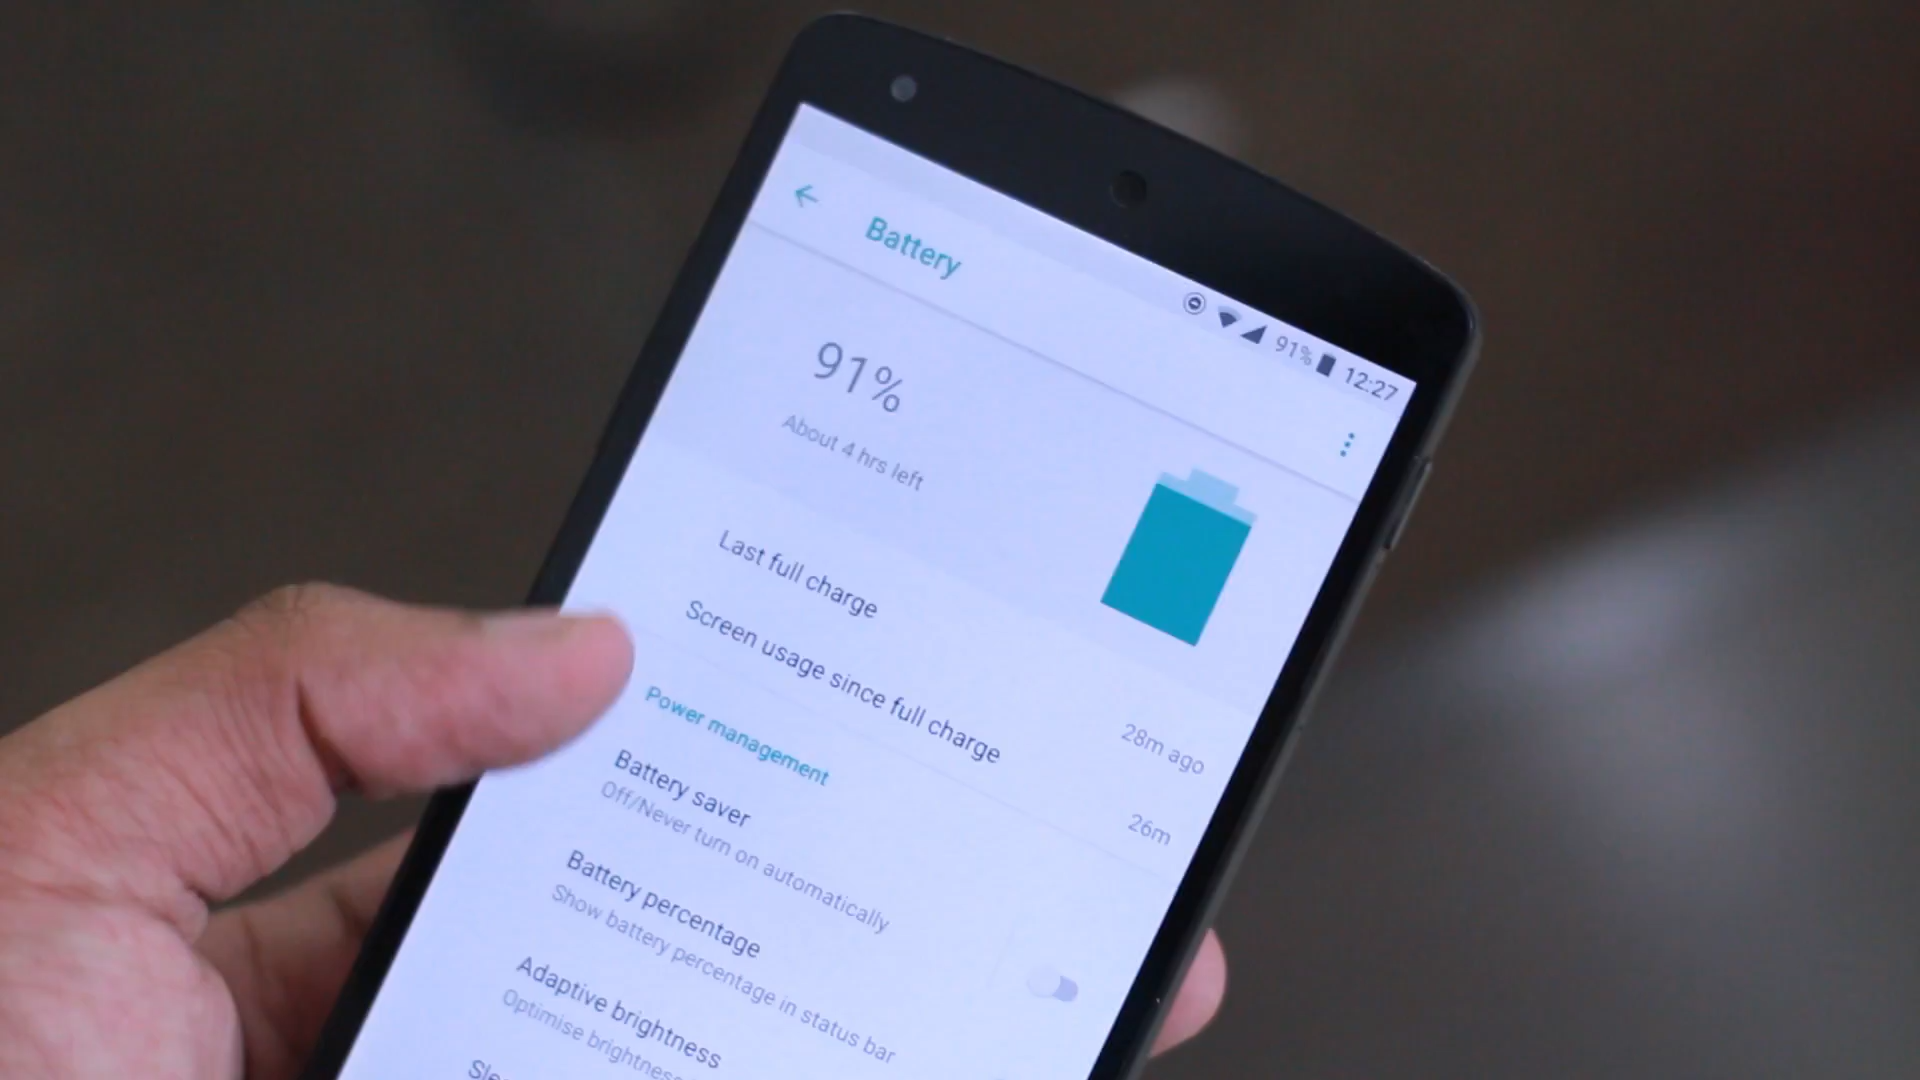 91% 12:27
Battery
91%
About 4 hrs left
Last full charge
28m ago
Screen usage since full charge
26m
Power management
Battery saver
Off/Never turn on automatically
Battery percentage
Show battery percentage in status bar
Adaptive brightness
Optimise brightness